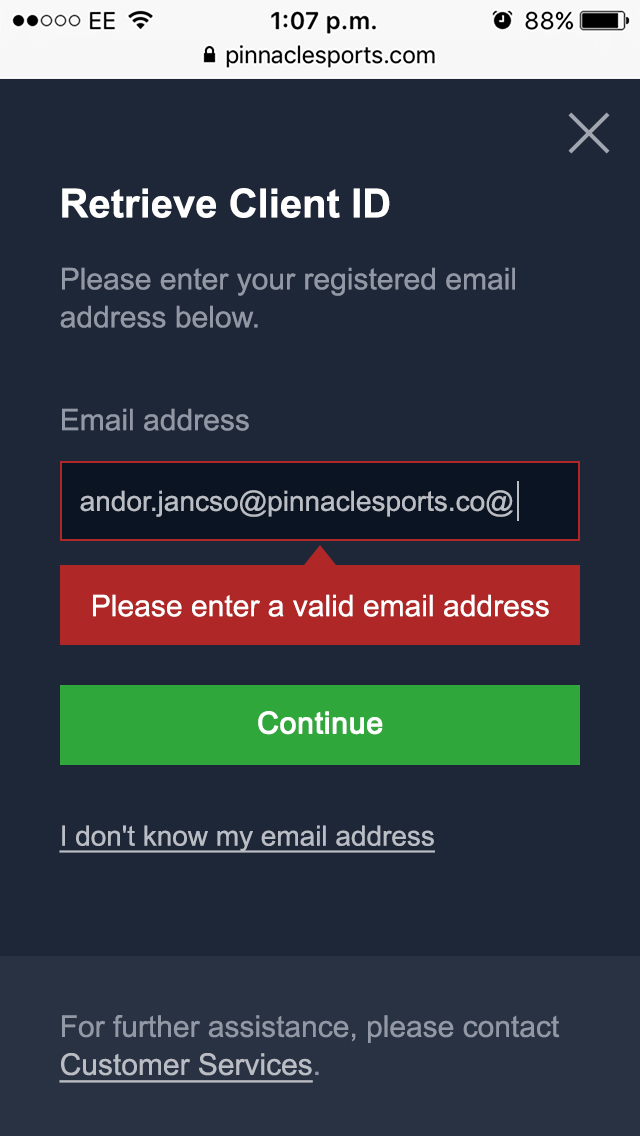 EE 1:07 p.m. 88%
pinnaclesports.com
Retrieve Client ID
Please enter your registered email
address below.
Email address
andor.jancso@pinnaclesports.co@
Please enter a valid email address
Continue
I don't know my email address
For further assistance, please contact
Customer Services.